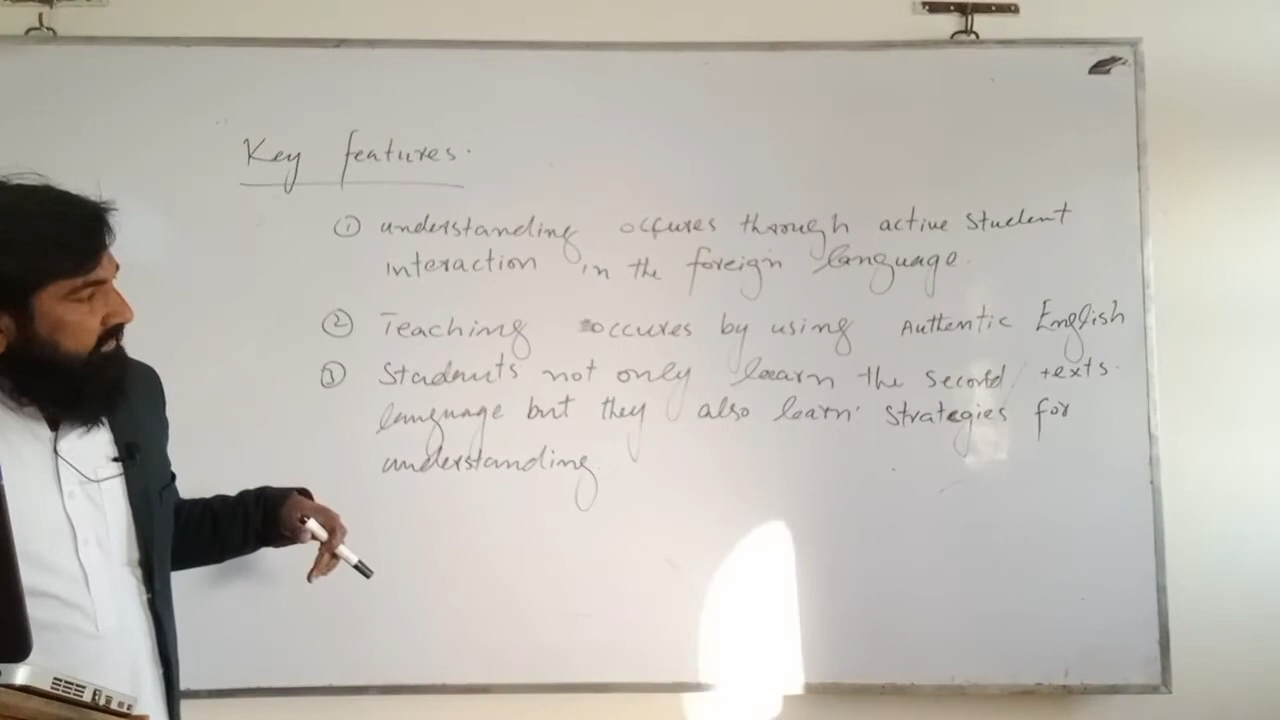 Key features.
① understanding occures through active student
interaction in the foreign language.
② Teaching occures by using Authentic English
texts.
③ Students not only learn the second
language but they also learn strategies for
understanding.